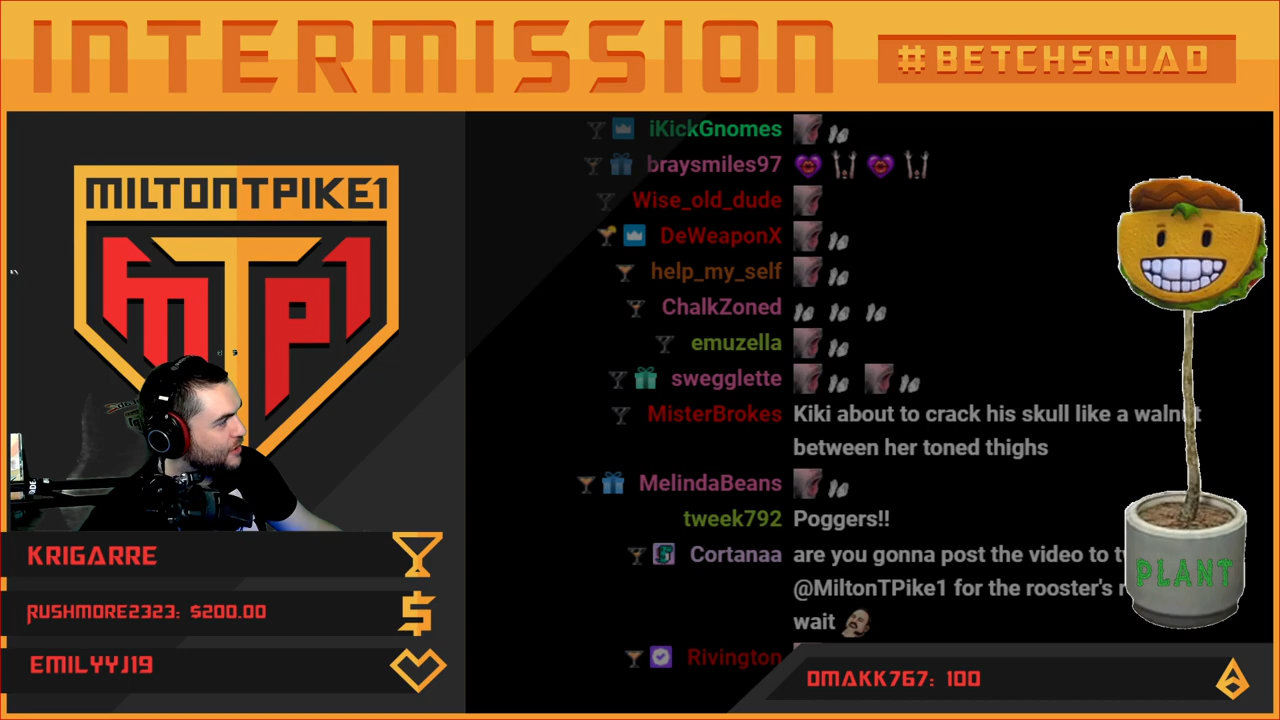 INTERMISSION
#BETCHSQUAD
MILTONTPIKE1
MTP1
iKickGnomes
braysmiles97
Wise_old_dude
DeWeaponX
help_my_self
ChalkZoned
emuzella
swegglette
MisterBrokes Kiki about to crack his skull like a walnut
between her toned thighs
MelindaBeans
tweek792 Poggers!!
Cortanaa are you gonna post the video to
@MiltonTPike1 for the rooster's
wait
Rivington
PLANT
KRIGARRE
RUSHMORE2323: $200.00
EMILYYJ19
OMAKK767: 100